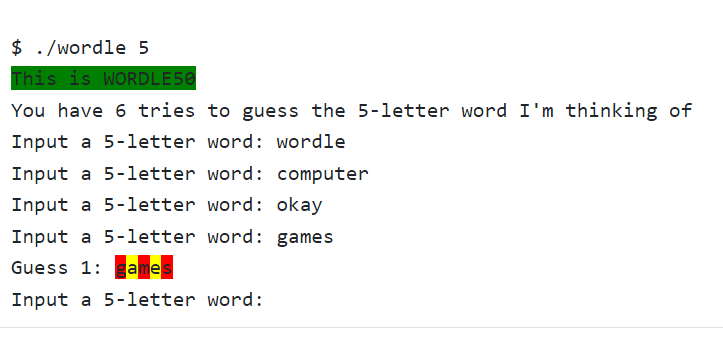 $ ./wordle 5
This is WORDLE50
You have 6 tries to guess the 5-letter word I'm thinking of
Input a 5-letter word: wordle
Input a 5-letter word: computer
Input a 5-letter word: okay
Input a 5-letter word: games
Guess 1: games
Input a 5-letter word: